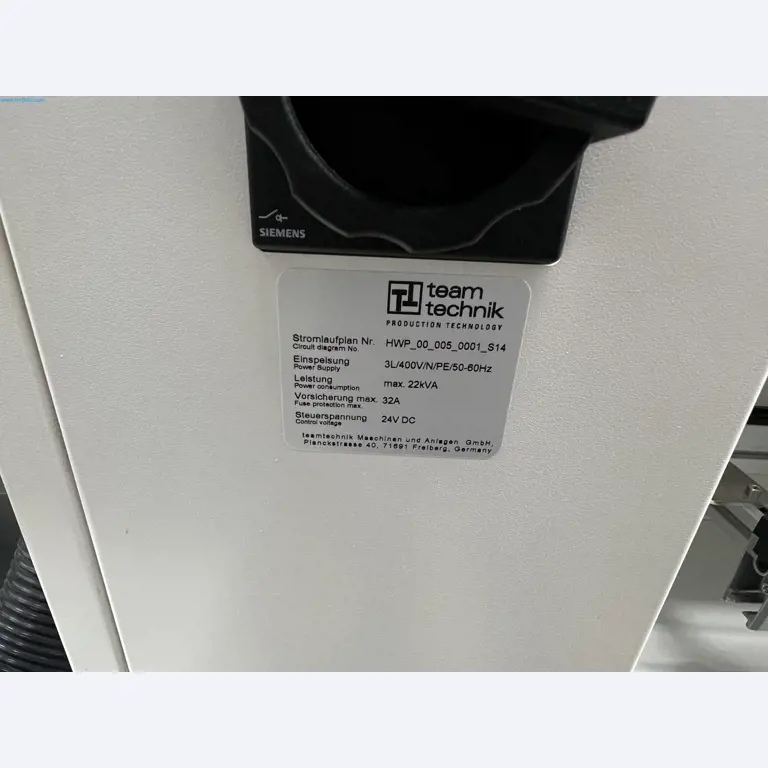 SIEMENS
team
technik
PRODUCTION TECHNOLOGY
Stromlaufplan Nr. HWP_00_005_0001_S14
Circuit diagram No.
Einspeisung 3L/400V/N/PE/50-60Hz
Power Supply
Leistung max. 22kVA
Power consumption
Vorsicherung max. 32A
Fuse protection max.
Steuerspannung 24V DC
Control voltage
teamtechnik Maschinen und Anlagen GmbH,
Planckstrasse 40, 71691 Freiberg, Germany